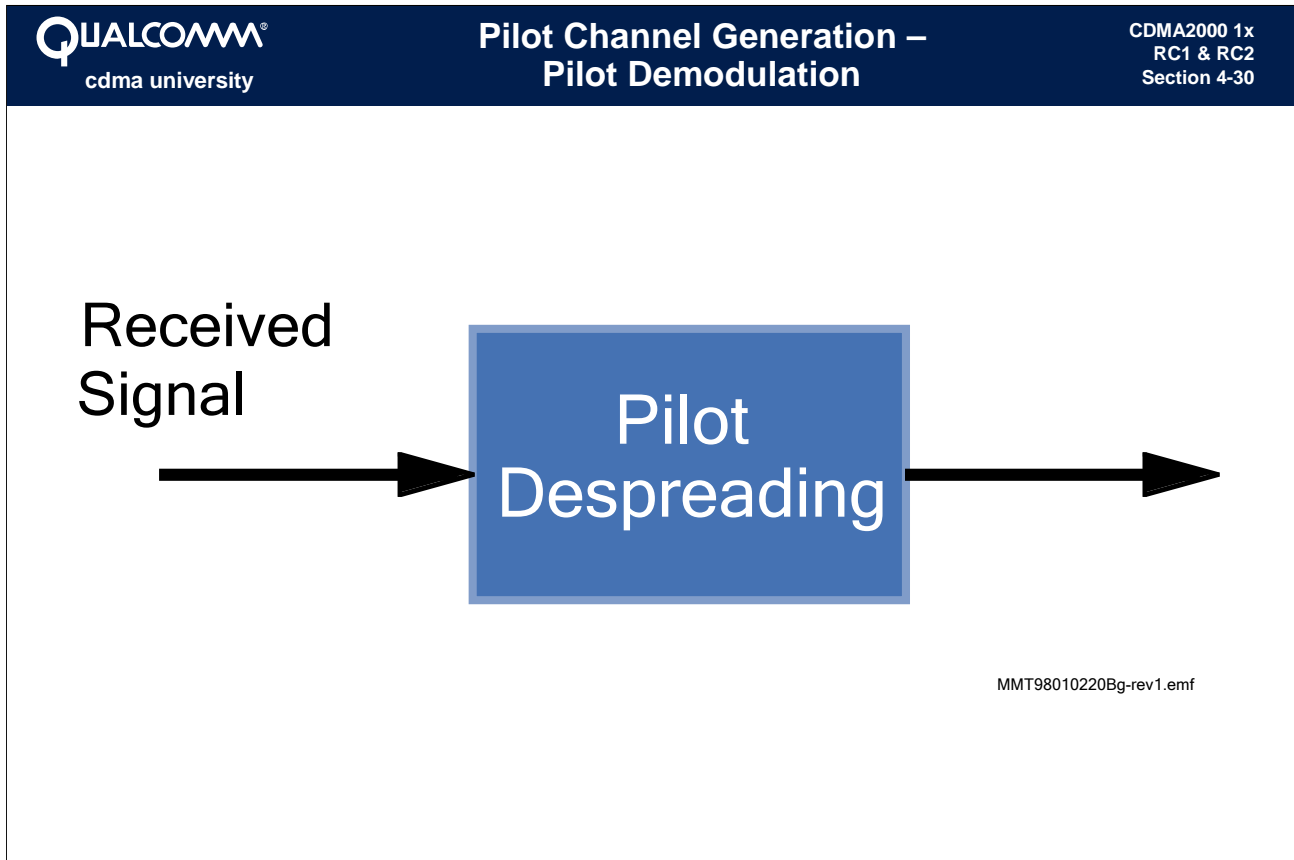 QUALCOMM®
cdma university
Pilot Channel Generation –
Pilot Demodulation
CDMA2000 1x
RC1 & RC2
Section 4-30
Received
Signal
Pilot
Despreading
MMT98010220Bg-rev1.emf